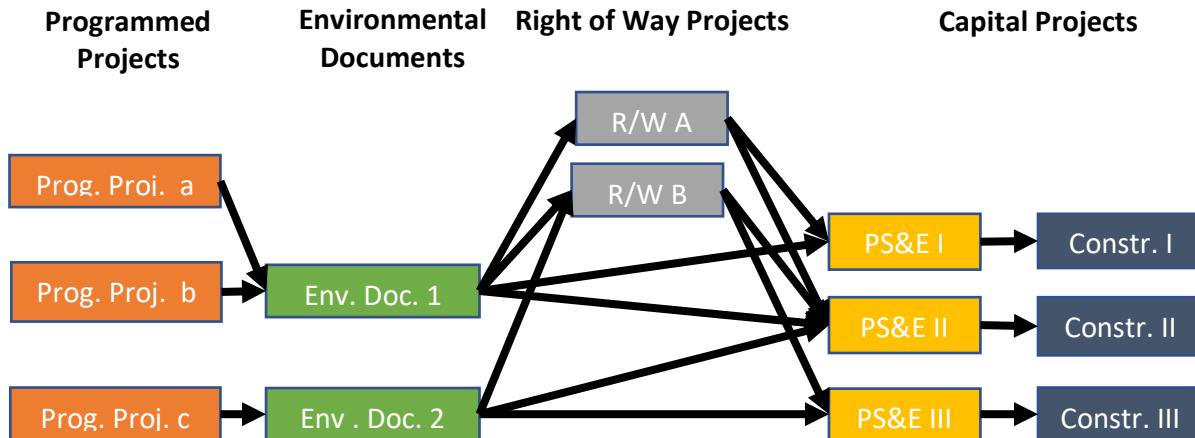 Programmed
Projects
Environmental
Documents
Right of Way Projects
Capital Projects
R/W A
Prog. Proj. a
R/W B
PS&E I
Constr. I
Prog. Proj. b
Env. Doc. 1
PS&E II
Constr. II
Prog. Proj. c
Env . Doc. 2
PS&E III
Constr. III